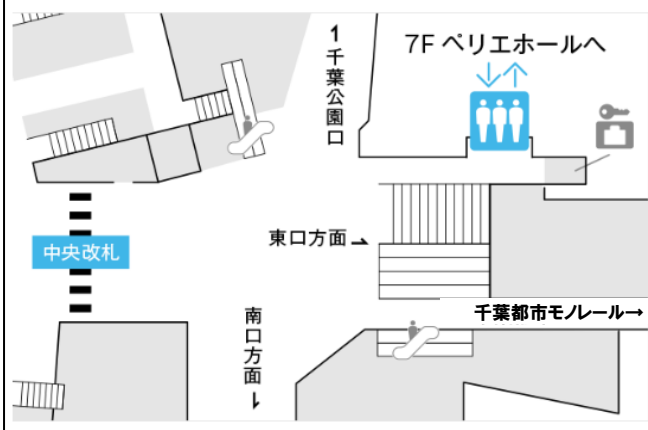 ↑千葉公園口
7F ペリエホールへ
中央改札
東口方面→
千葉都市モノレール→
南口方面↓